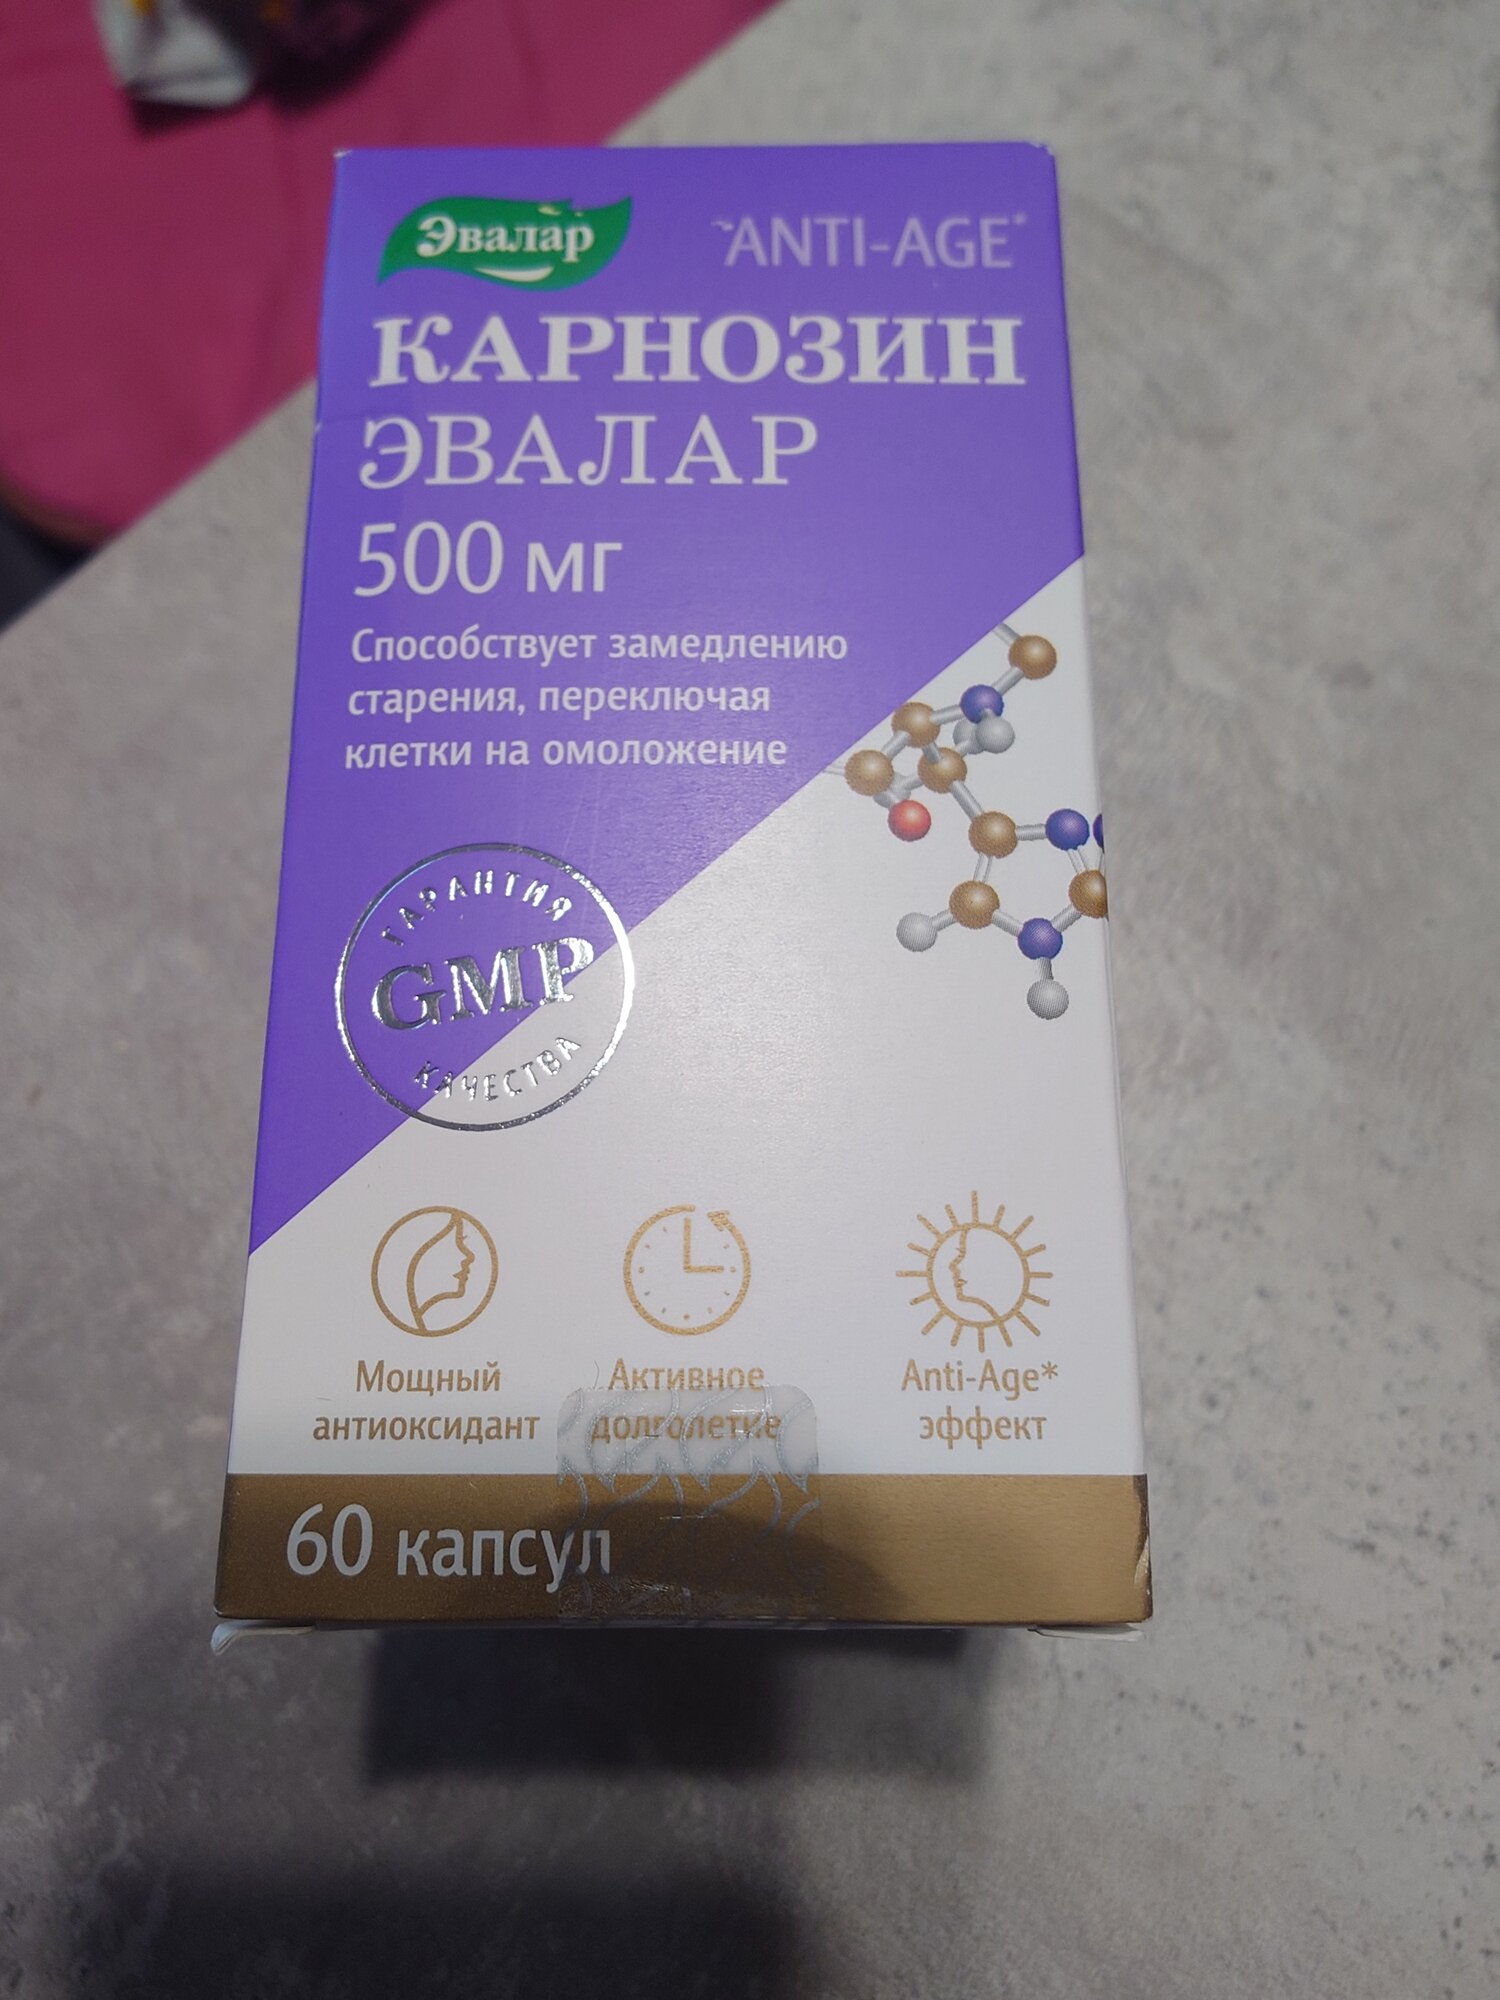 Эвалар
ANTI-AGE*
КАРНОЗИН
ЭВАЛАР
500 мг
Способствует замедлению
старения, переключая
клетки на омоложение
ГАРАНТИЯ
GMP
КАЧЕСТВА
Мощный
антиоксидант
Активное
долголетие
Anti-Age*
эффект
60 капсул